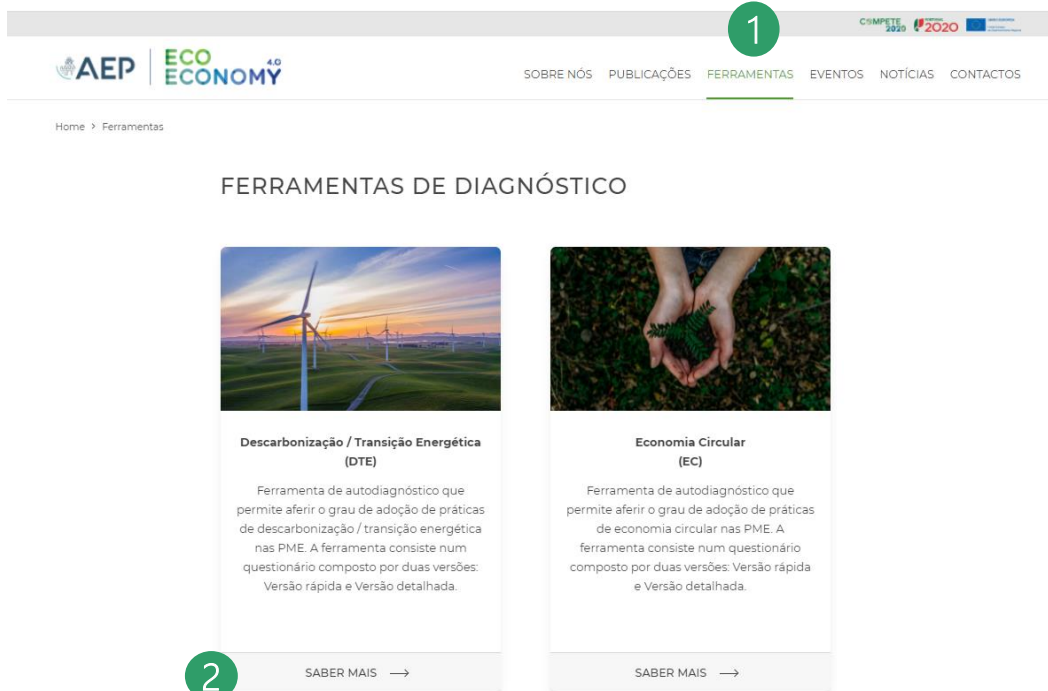 1
COMPETE 2020 PORTUGAL 2020
AEP ECO ECONOMY 4.0
SOBRE NÓS PUBLICAÇÕES FERRAMENTAS EVENTOS NOTÍCIAS CONTACTOS
Home > Ferramentas
FERRAMENTAS DE DIAGNÓSTICO
Descarbonização / Transição Energética
(DTE)
Ferramenta de autodiagnóstico que
permite aferir o grau de adoção de práticas
de descarbonização / transição energética
nas PME. A ferramenta consiste num
questionário composto por duas versões:
Versão rápida e Versão detalhada.
2
SABER MAIS
Economia Circular
(EC)
Ferramenta de autodiagnóstico que
permite aferir o grau de adoção de práticas
de economia circular nas PME. A
ferramenta consiste num questionário
composto por duas versões: Versão rápida
e Versão detalhada.
SABER MAIS